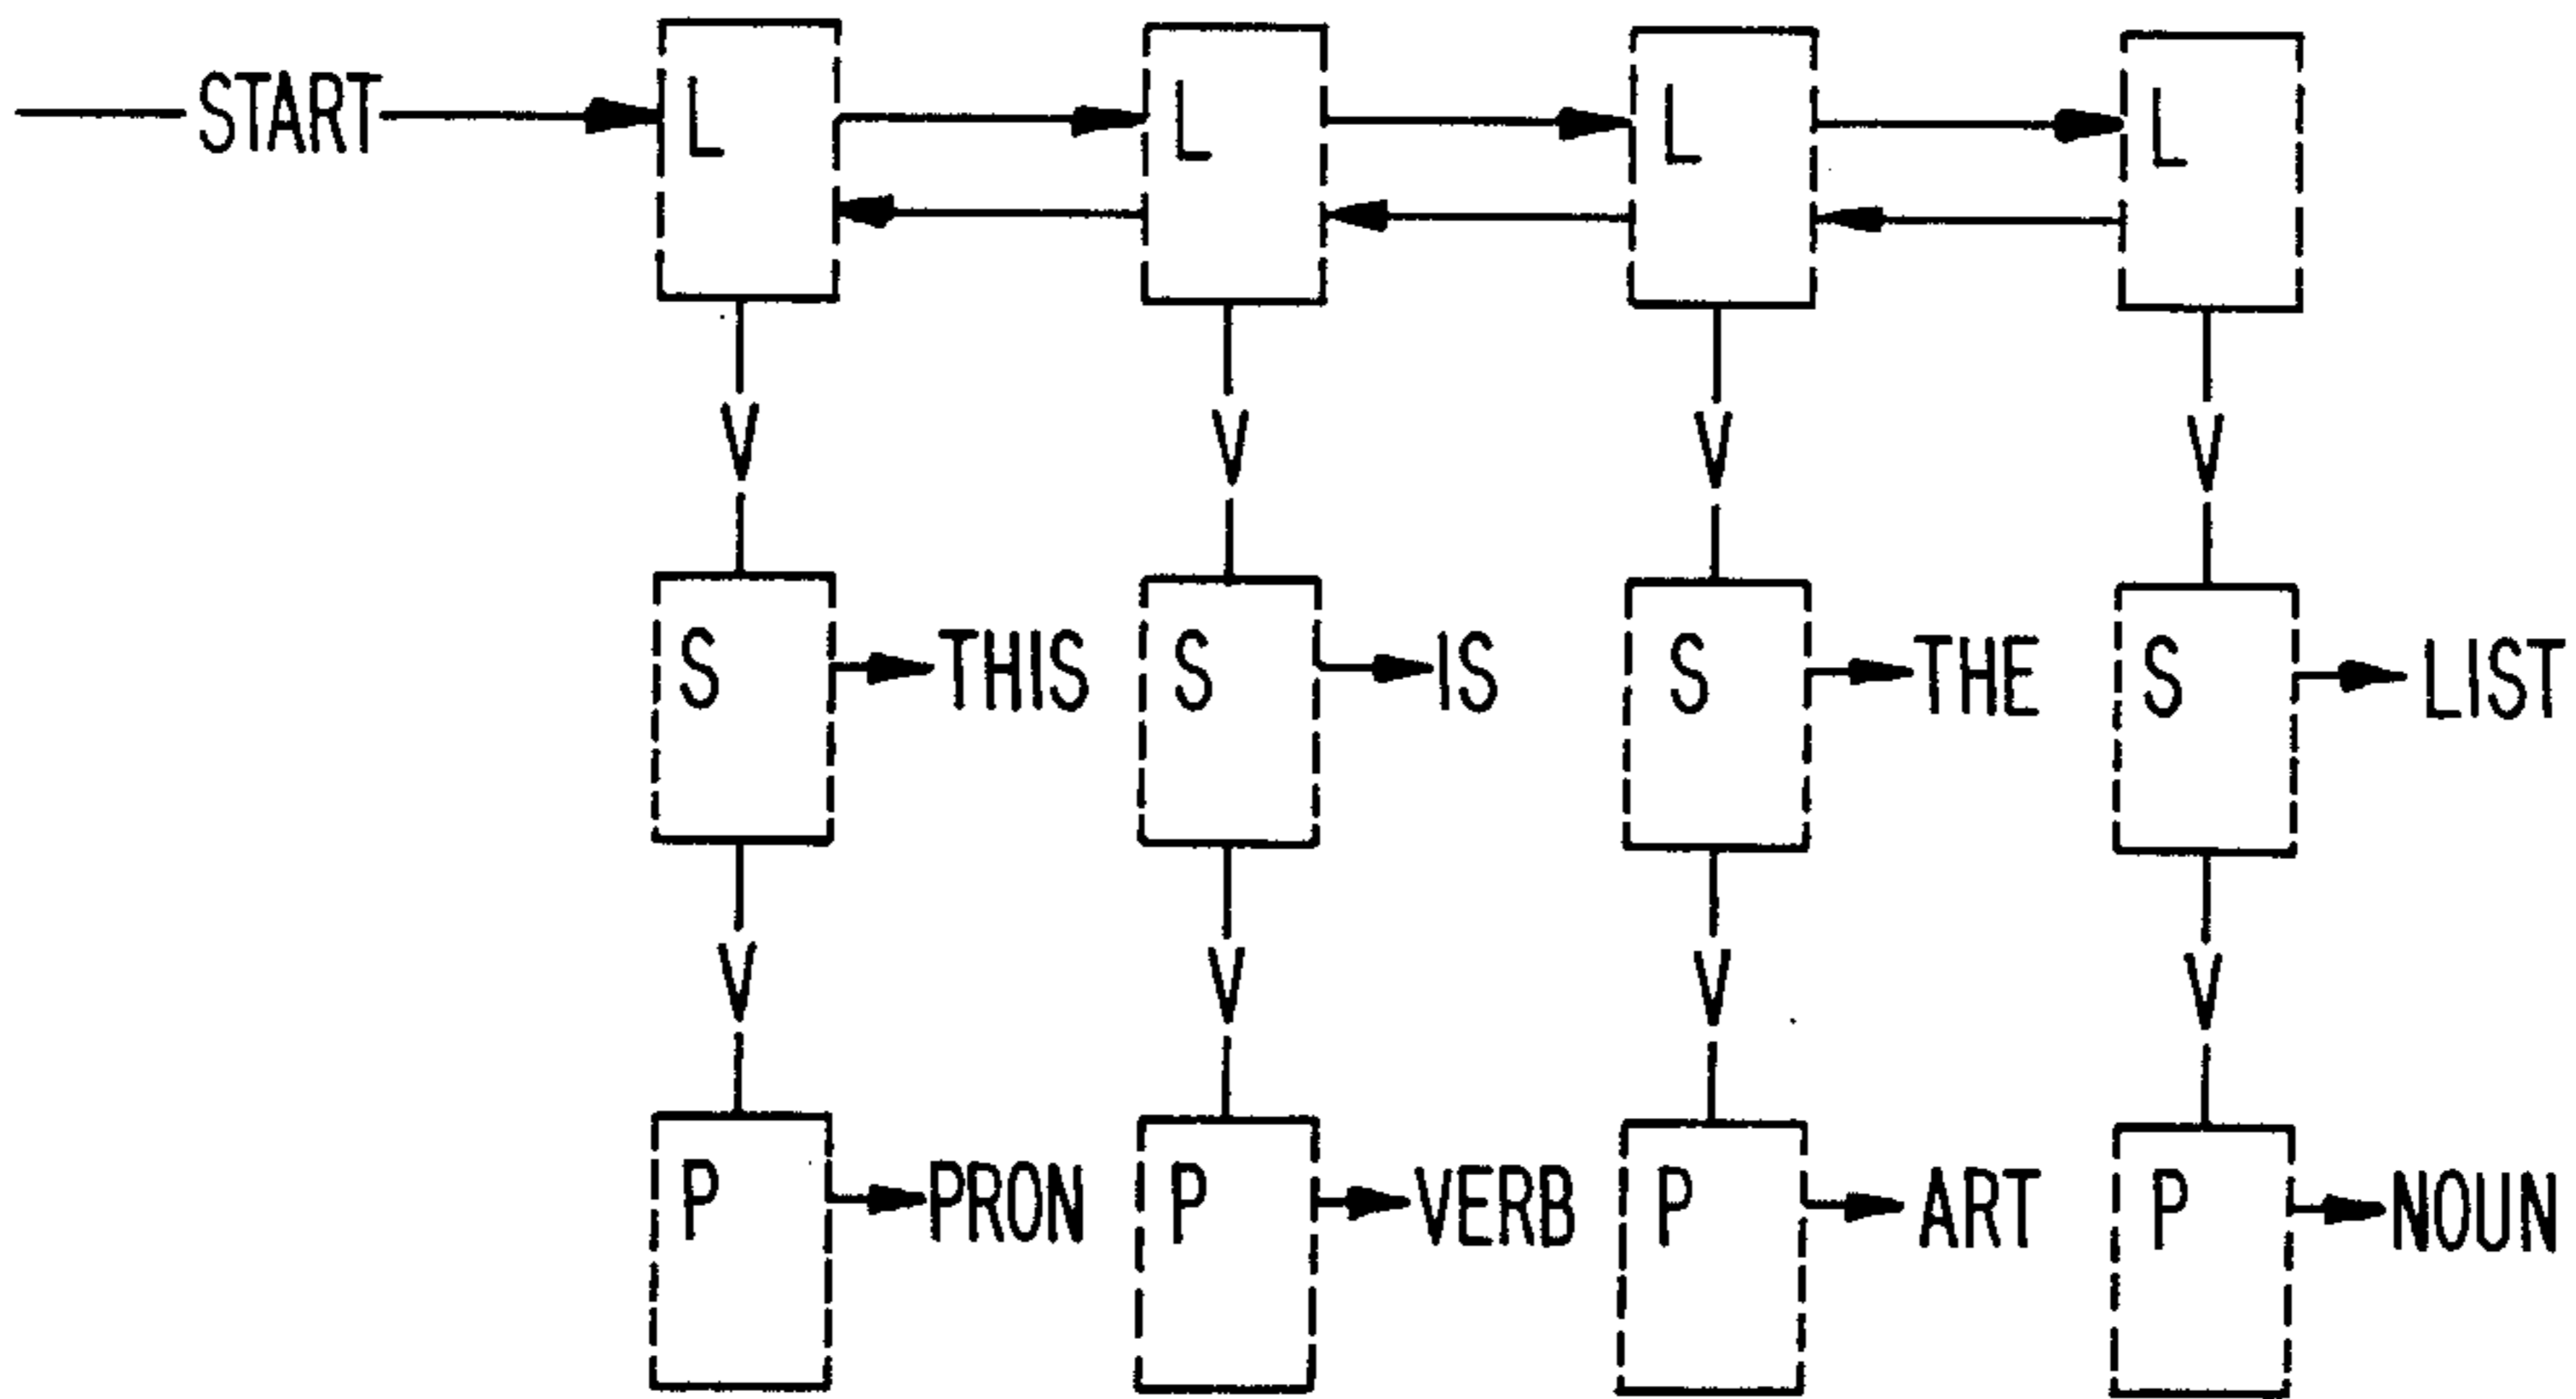 START L L L L
V V V V
S THIS S IS S THE S LIST
V V V V
P PRON P VERB P ART P NOUN